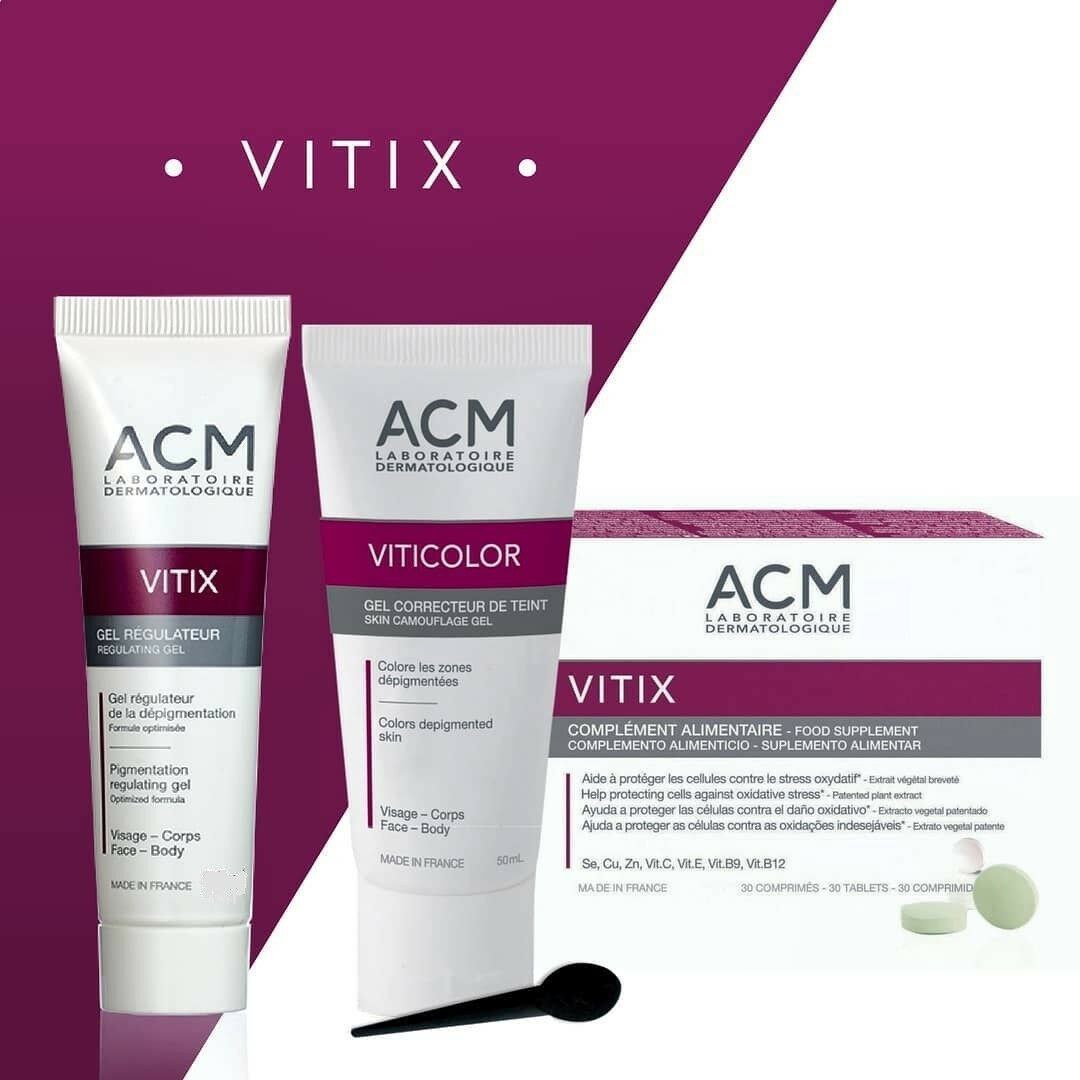 • VITIX •
ACM
LABORATOIRE
DERMATOLOGIQUE
VITIX
GEL RÉGULATEUR
REGULATING GEL
Gel régulateur
de la dépigmentation
Formule optimisée
Pigmentation
regulating gel
Optimized formula
Visage – Corps
Face – Body
MADE IN FRANCE
ACM
LABORATOIRE
DERMATOLOGIQUE
VITICOLOR
GEL CORRECTEUR DE TEINT
SKIN CAMOUFLAGE GEL
Colore les zones
dépigmentées
Colors depigmented
skin
Visage – Corps
Face – Body
MADE IN FRANCE 50mL
ACM
LABORATOIRE
DERMATOLOGIQUE
VITIX
COMPLÉMENT ALIMENTAIRE - FOOD SUPPLEMENT
COMPLEMENTO ALIMENTICIO - SUPLEMENTO ALIMENTAR
Aide à protéger les cellules contre le stress oxydatif* - Extrait végétal breveté
Help protecting cells against oxidative stress* - Patented plant extract
Ayuda a proteger las células contra el daño oxidativo* - Extracto vegetal patentado
Ajuda a proteger as células contra as oxidações indesejáveis* - Extrato vegetal patente
Se, Cu, Zn, Vit.C, Vit.E, Vit.B9, Vit.B12
MADE IN FRANCE 30 COMPRIMÉS - 30 TABLETS - 30 COMPRIMID